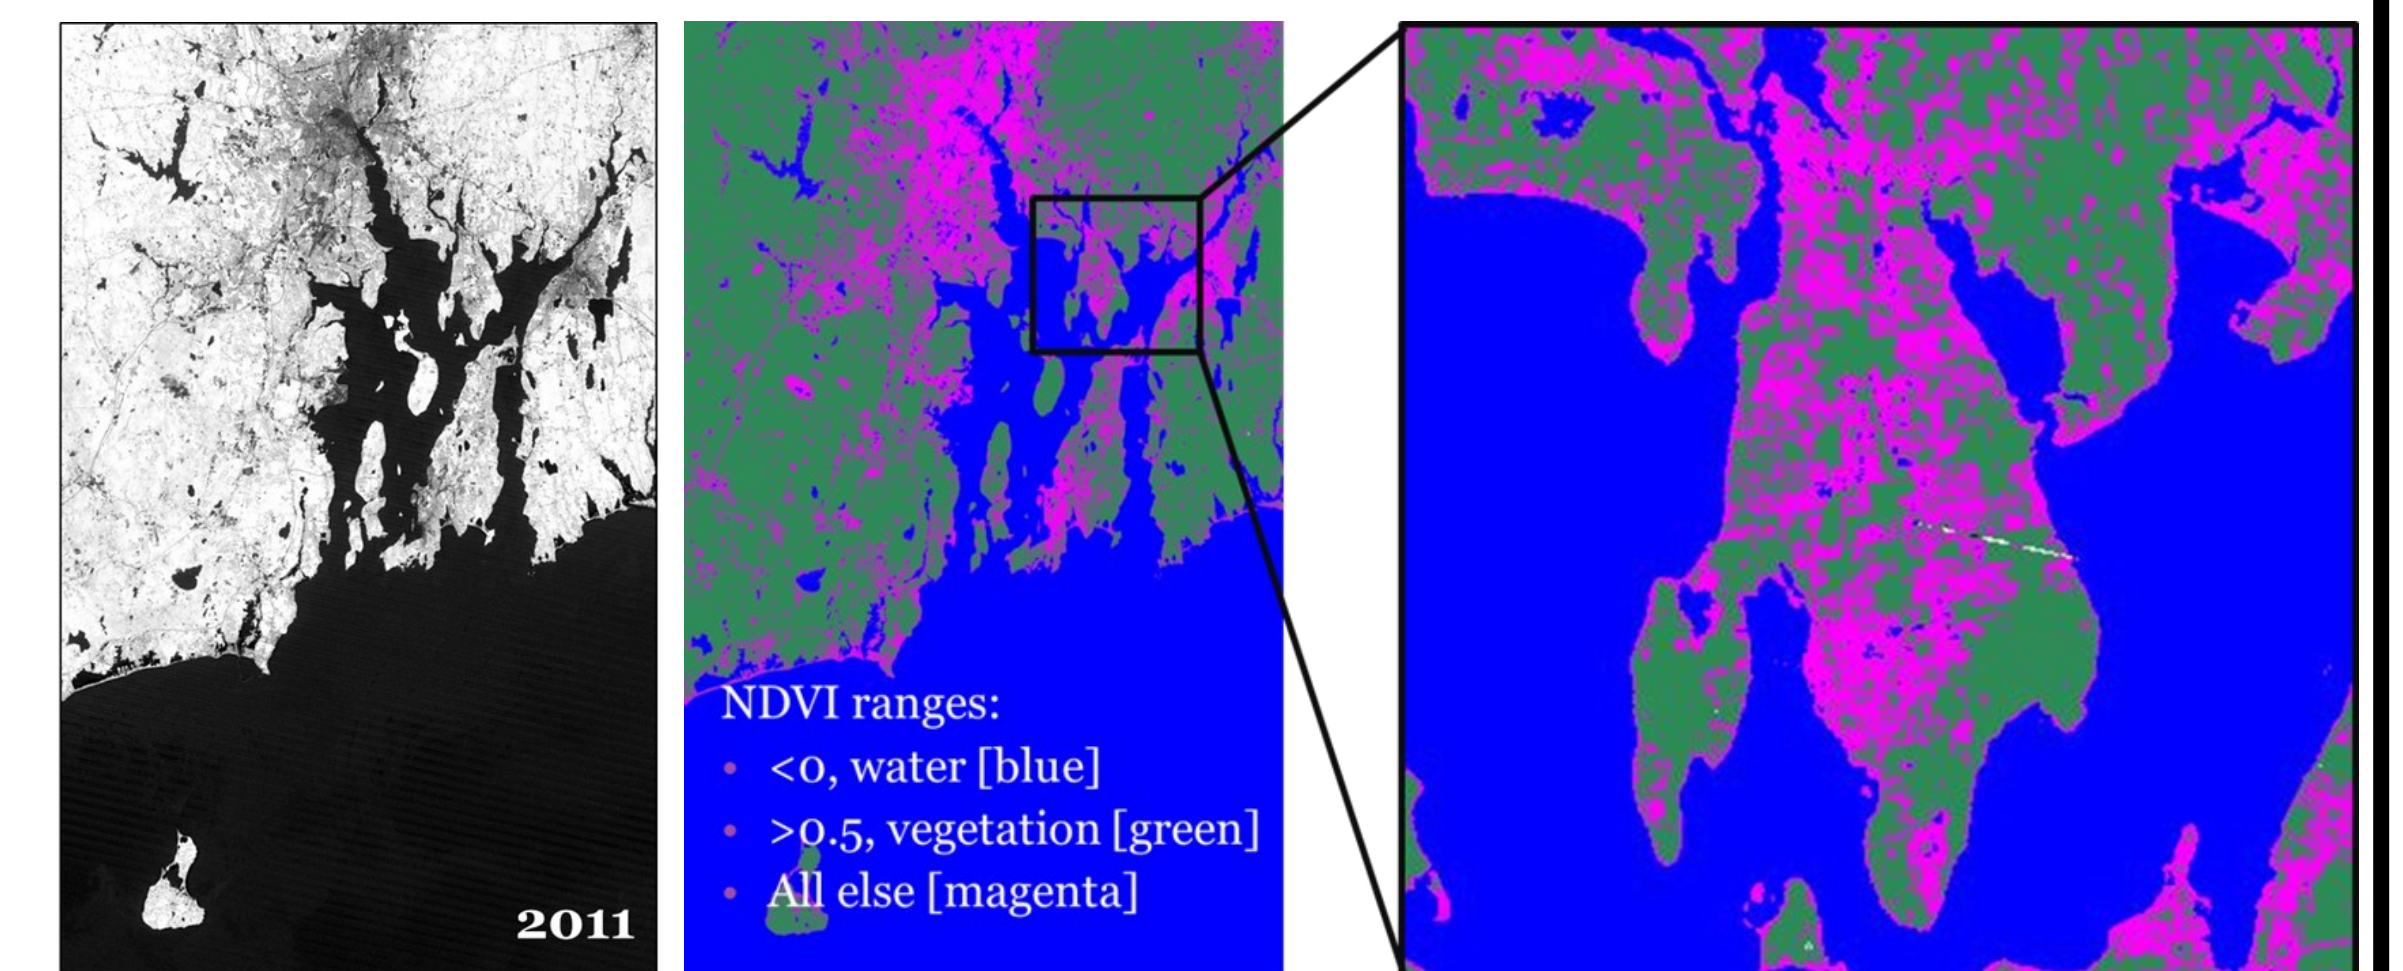 2011
NDVI ranges:
• <0, water [blue]
• >0.5, vegetation [green]
• All else [magenta]